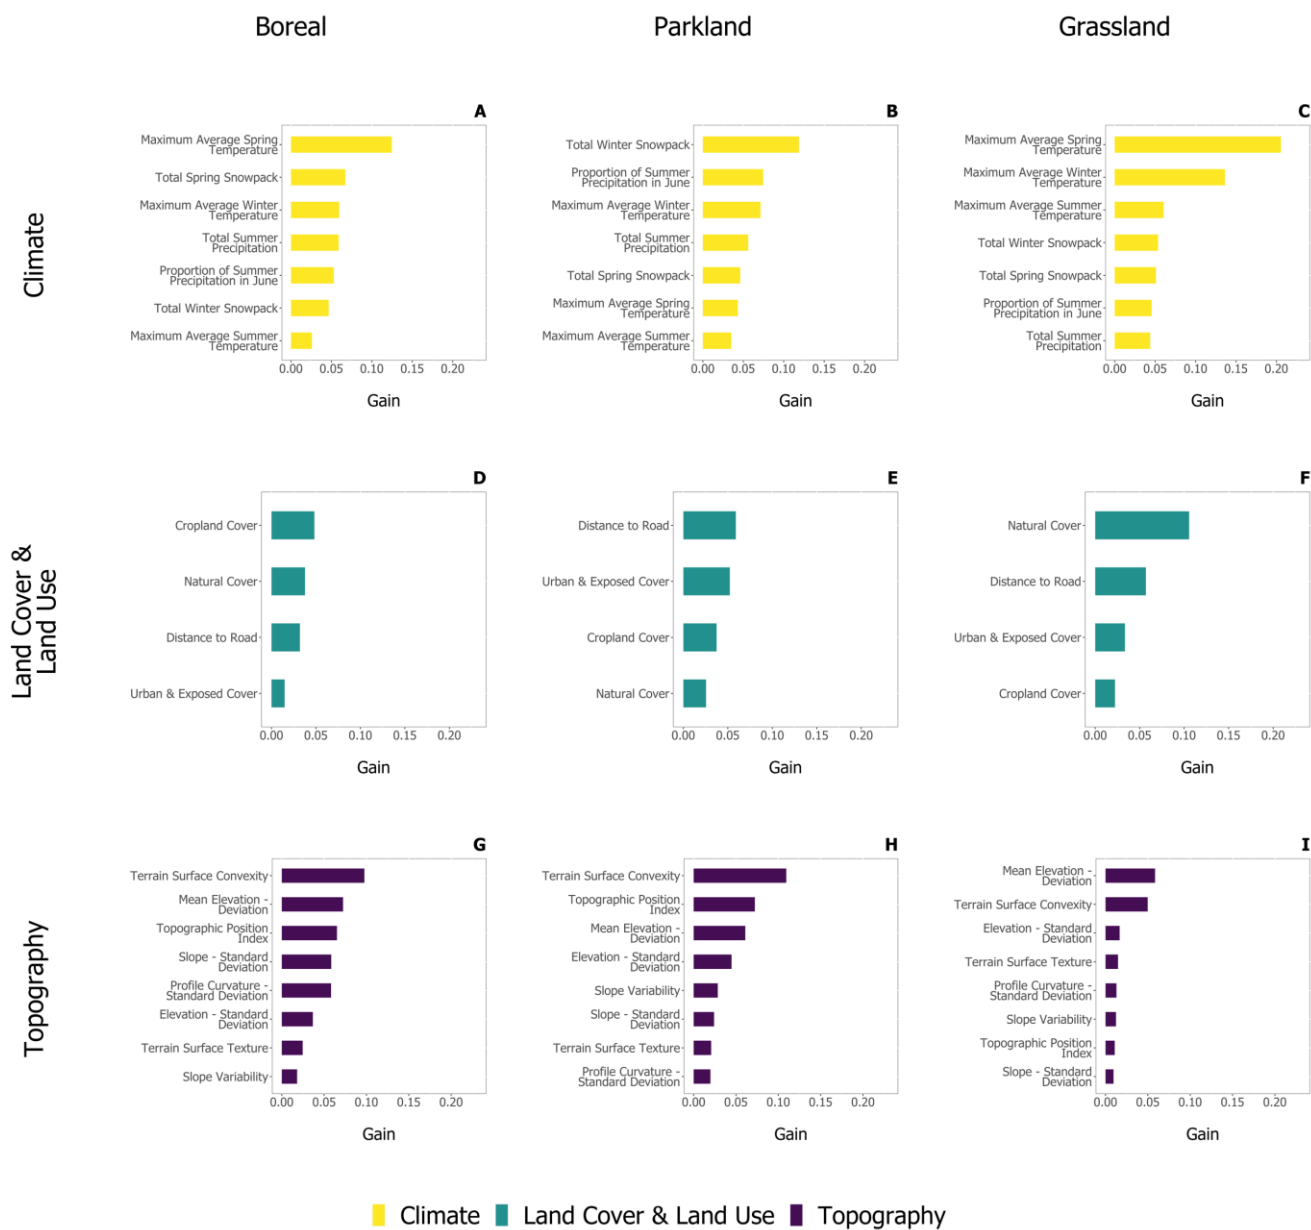 Boreal
Parkland
Grassland
Climate
A
Maximum Average Spring
Temperature
Total Spring Snowpack
Maximum Average Winter
Temperature
Total Summer
Precipitation
Proportion of Summer
Precipitation in June
Total Winter Snowpack
Maximum Average Summer
Temperature
0.00 0.05 0.10 0.15 0.20
Gain
B
Total Winter Snowpack
Proportion of Summer
Precipitation in June
Maximum Average Winter
Temperature
Total Summer
Precipitation
Total Spring Snowpack
Maximum Average Spring
Temperature
Maximum Average Summer
Temperature
0.00 0.05 0.10 0.15 0.20
Gain
C
Maximum Average Spring
Temperature
Maximum Average Winter
Temperature
Maximum Average Summer
Temperature
Total Winter Snowpack
Total Spring Snowpack
Proportion of Summer
Precipitation in June
Total Summer
Precipitation
0.00 0.05 0.10 0.15 0.20
Gain
Land Cover &
Land Use
D
Cropland Cover
Natural Cover
Distance to Road
Urban & Exposed Cover
0.00 0.05 0.10 0.15 0.20
Gain
E
Distance to Road
Urban & Exposed Cover
Cropland Cover
Natural Cover
0.00 0.05 0.10 0.15 0.20
Gain
F
Natural Cover
Distance to Road
Urban & Exposed Cover
Cropland Cover
0.00 0.05 0.10 0.15 0.20
Gain
Topography
G
Terrain Surface Convexity
Mean Elevation -
Deviation
Topographic Position
Index
Slope - Standard
Deviation
Profile Curvature -
Standard Deviation
Elevation - Standard
Deviation
Terrain Surface Texture
Slope Variability
0.00 0.05 0.10 0.15 0.20
Gain
H
Terrain Surface Convexity
Topographic Position
Index
Mean Elevation -
Deviation
Elevation - Standard
Deviation
Slope Variability
Slope - Standard
Deviation
Terrain Surface Texture
Profile Curvature -
Standard Deviation
0.00 0.05 0.10 0.15 0.20
Gain
I
Mean Elevation -
Deviation
Terrain Surface Convexity
Elevation - Standard
Deviation
Terrain Surface Texture
Profile Curvature -
Standard Deviation
Slope Variability
Topographic Position
Index
Slope - Standard
Deviation
0.00 0.05 0.10 0.15 0.20
Gain
Climate Land Cover & Land Use Topography